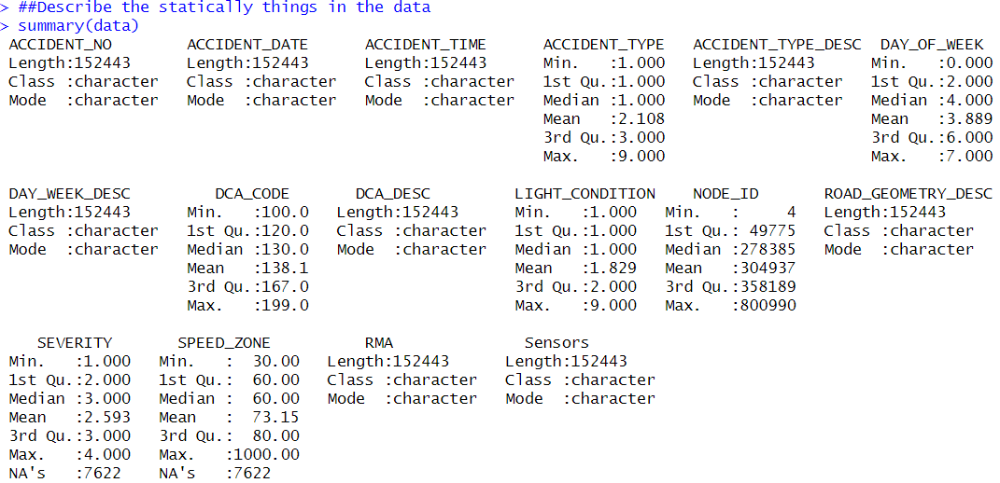 > ##Describe the statically things in the data
> summary(data)
ACCIDENT_NO ACCIDENT_DATE ACCIDENT_TIME ACCIDENT_TYPE ACCIDENT_TYPE_DESC DAY_OF_WEEK
Length:152443 Length:152443 Length:152443 Min. :1.000 Length:152443 Min. :0.000
Class :character Class :character Class :character 1st Qu.:1.000 Class :character 1st Qu.:2.000
Mode :character Mode :character Mode :character Median :1.000 Mode :character Median :4.000
Mean :2.108 Mean :3.889
3rd Qu.:3.000 3rd Qu.:6.000
Max. :9.000 Max. :7.000
DAY_WEEK_DESC DCA_CODE DCA_DESC LIGHT_CONDITION NODE_ID ROAD_GEOMETRY_DESC
Length:152443 Min. :100.0 Length:152443 Min. :1.000 Min. : 4 Length:152443
Class :character 1st Qu.:120.0 Class :character 1st Qu.:1.000 1st Qu.: 49775 Class :character
Mode :character Median :130.0 Mode :character Median :1.000 Median :278385 Mode :character
Mean :138.1 Mean :1.829 Mean :304937
3rd Qu.:167.0 3rd Qu.:2.000 3rd Qu.:358189
Max. :199.0 Max. :9.000 Max. :800990
SEVERITY SPEED_ZONE RMA Sensors
Min. :1.000 Min. : 30.00 Length:152443 Length:152443
1st Qu.:2.000 1st Qu.: 60.00 Class :character Class :character
Median :3.000 Median : 60.00 Mode :character Mode :character
Mean :2.593 Mean : 73.15
3rd Qu.:3.000 3rd Qu.: 80.00
Max. :4.000 Max. :1000.00
NA's :7622 NA's :7622